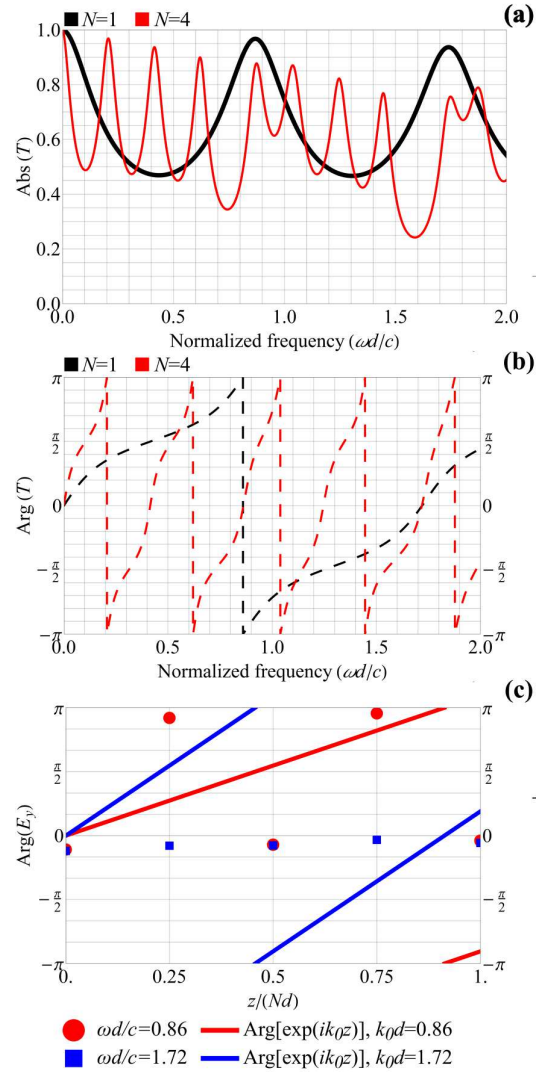 (a)
N=1 N=4
1.0
0.8
0.6
0.4
0.2
0.0
Abs (T)
0.0 0.5 1.0 1.5 2.0
Normalized frequency (ωd/c)
(b)
N=1 N=4
π π
π/2 π/2
0 0
−π/2 −π/2
−π −π
Arg (T)
0.0 0.5 1.0 1.5 2.0
Normalized frequency (ωd/c)
(c)
π π
π/2 π/2
0 0
−π/2 −π/2
−π −π
Arg(E_y)
0. 0.25 0.5 0.75 1.
z/(Nd)
ωd/c=0.86 Arg[exp(ik₀z)], k₀d=0.86
ωd/c=1.72 Arg[exp(ik₀z)], k₀d=1.72